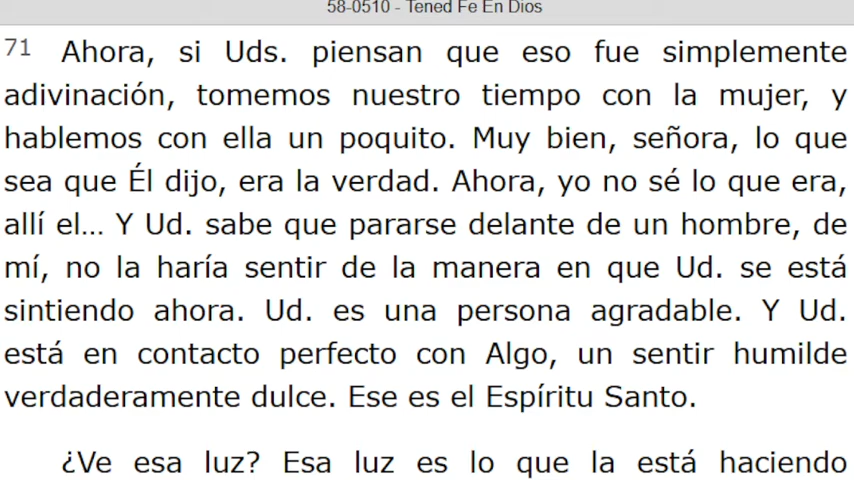 58-0510 - Tened Fe En Dios
71 Ahora, si Uds. piensan que eso fue simplemente
adivinación, tomemos nuestro tiempo con la mujer, y
hablemos con ella un poquito. Muy bien, señora, lo que
sea que Él dijo, era la verdad. Ahora, yo no sé lo que era,
allí el... Y Ud. sabe que pararse delante de un hombre, de
mí, no la haría sentir de la manera en que Ud. se está
sintiendo ahora. Ud. es una persona agradable. Y Ud.
está en contacto perfecto con Algo, un sentir humilde
verdaderamente dulce. Ese es el Espíritu Santo.
¿Ve esa luz? Esa luz es lo que la está haciendo